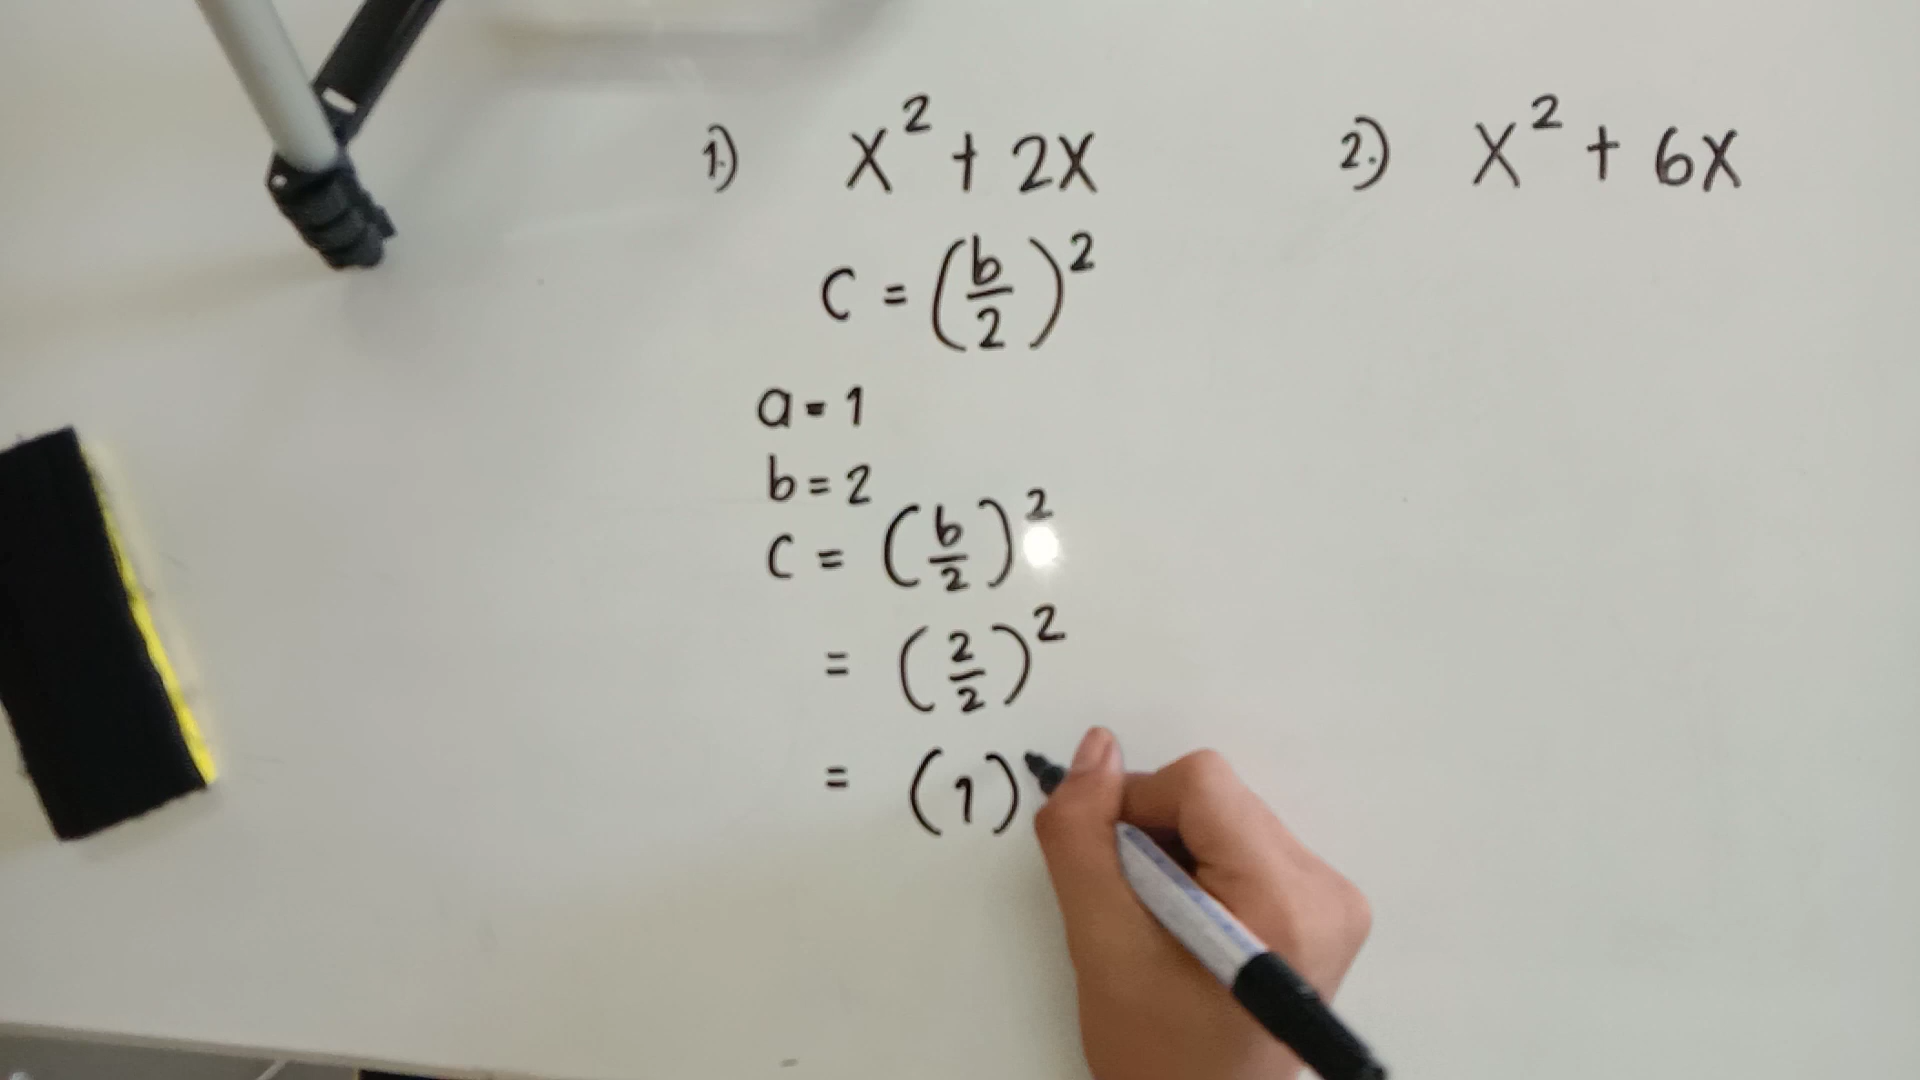 1.) x² + 2x
c = (b/2)²
a = 1
b = 2
c = (b/2)²
= (2/2)²
= (1)
2.) x² + 6x